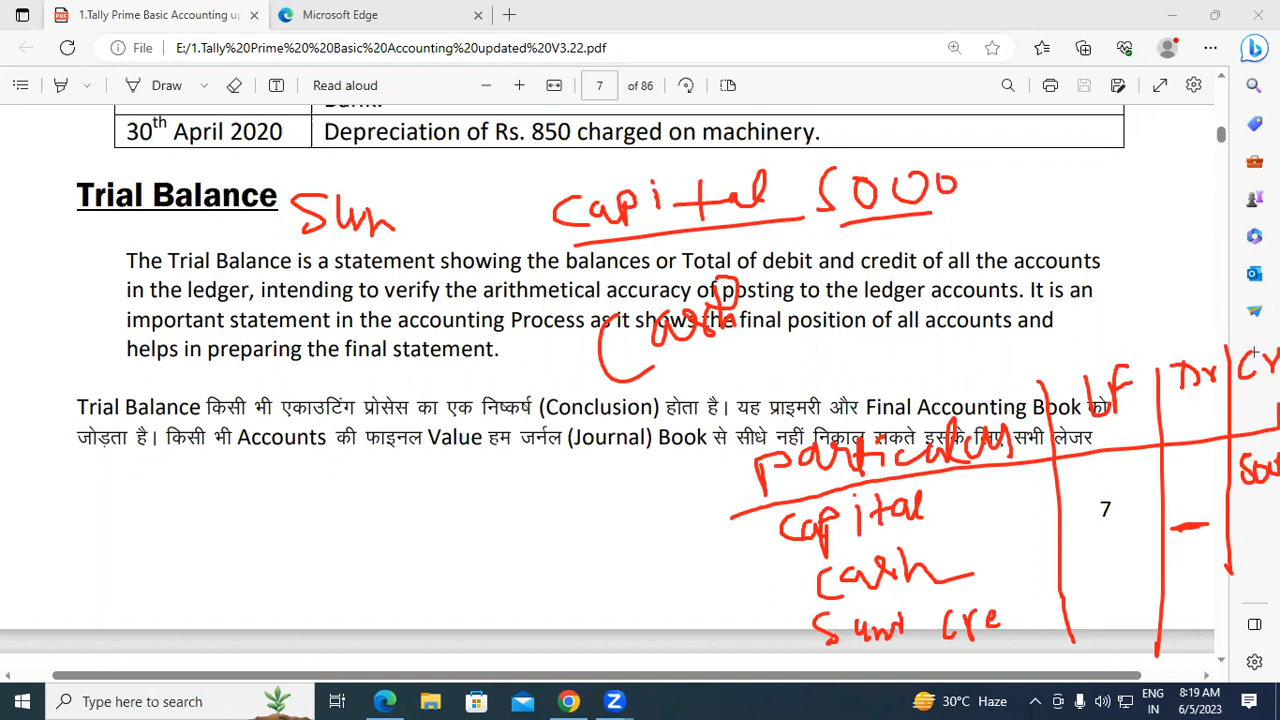 1.Tally Prime Basic Accounting up
Microsoft Edge
File
E:/1.Tally%20Prime%20%20Basic%20Accounting%20updated%20V3.22.pdf
Draw
Read aloud
7
of 86
Bank.
30th April 2020
Depreciation of Rs. 850 charged on machinery.
Trial Balance
capital 5000
The Trial Balance is a statement showing the balances or Total of debit and credit of all the accounts
in the ledger, intending to verify the arithmetical accuracy of posting to the ledger accounts. It is an
important statement in the accounting Process as it shows the final position of all accounts and
helps in preparing the final statement.
Cash
Trial Balance किसी भी एकाउटिंग प्रोसेस का एक निष्कर्ष (Conclusion) होता है। यह प्राइमरी और Final Accounting Book को
जोड़ता है। किसी भी Accounts की फाइनल Value हम जर्नल (Journal) Book से सीधे नहीं निकाल सकते इसके लिए सभी लेजर
particulars
LF
Dr
Cr
capital
-
cash
cre
7
Type here to search
30°C Haze
ENG
IN
8:19 AM
6/5/2023